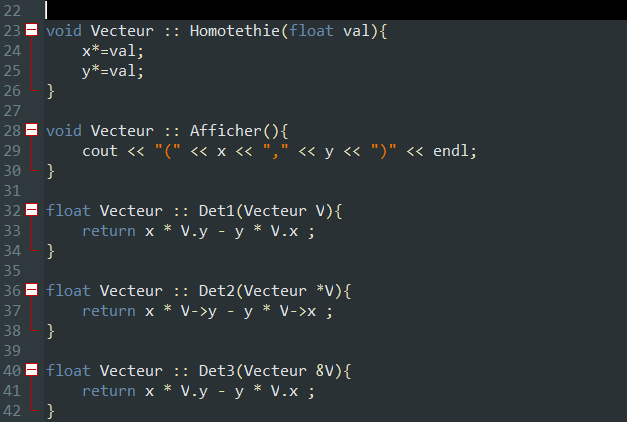 22
23 void Vecteur :: Homotethie(float val){
24     x*=val;
25     y*=val;
26 }
27
28 void Vecteur :: Afficher(){
29     cout << "(" << x << "," << y << ")" << endl;
30 }
31
32 float Vecteur :: Det1(Vecteur V){
33     return x * V.y - y * V.x ;
34 }
35
36 float Vecteur :: Det2(Vecteur *V){
37     return x * V->y - y * V->x ;
38 }
39
40 float Vecteur :: Det3(Vecteur &V){
41     return x * V.y - y * V.x ;
42 }